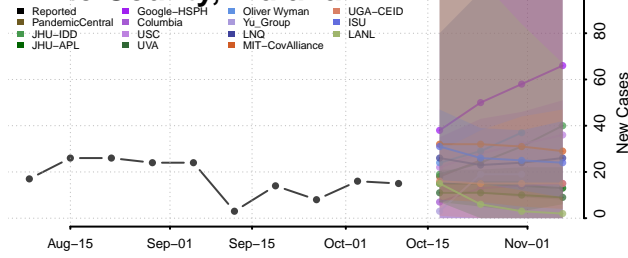 Reported Google−HSPH Oliver Wyman UGA−CEID
PandemicCentral Columbia Yu_Group ISU
JHU−IDD USC LNQ LANL
JHU−APL UVA MIT−CovAlliance
80
60
40
20
0
New Cases
Aug−15 Sep−01 Sep−15 Oct−01 Oct−15 Nov−01